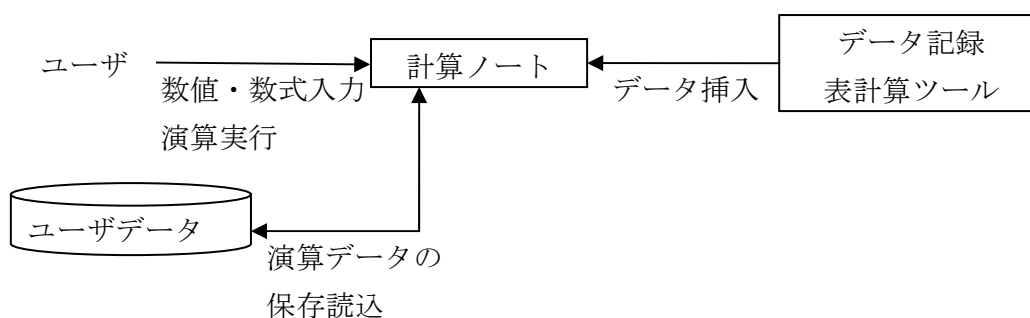 ユーザ
数値・数式入力
演算実行
計算ノート
データ挿入
データ記録
表計算ツール
ユーザデータ
演算データの
保存読込